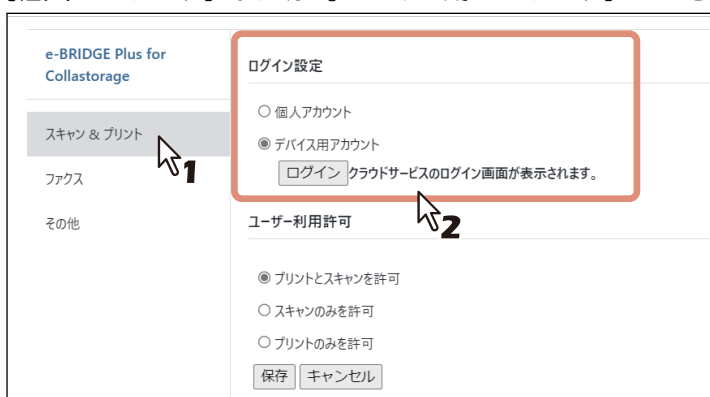 e-BRIDGE Plus for
Collastorage
スキャン & プリント
1
ファクス
その他
ログイン設定
個人アカウント
デバイス用アカウント
ログイン クラウドサービスのログイン画面が表示されます。
2
ユーザー利用許可
プリントとスキャンを許可
スキャンのみを許可
プリントのみを許可
保存 キャンセル